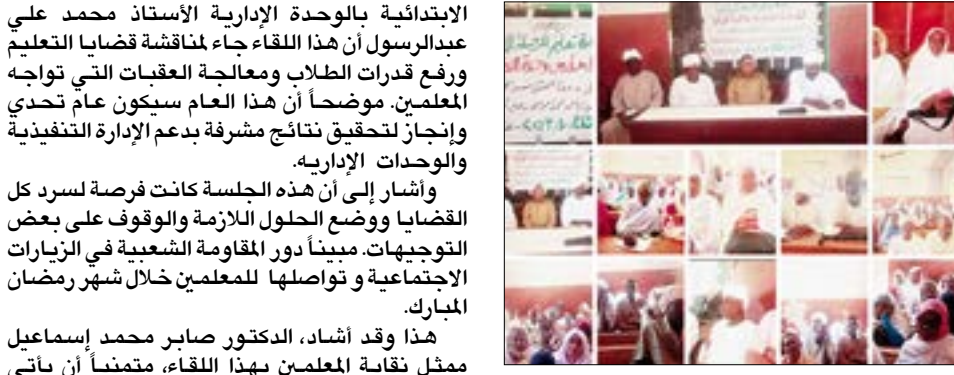 الابتدائية بالوحدة الإدارية الأستاذ محمد علي
عبدالرسول أن هذا اللقاء جاء لمناقشة قضايا التعليم
ورفع قدرات الطلاب ومعالجة العقبات التي تواجه
المعلمين. موضحاً أن هذا العام سيكون عام تحدي
وإنجاز لتحقيق نتائج مشرفة بدعم الإدارة التنفيذية
والوحدات الإداريه.
وأشار إلى أن هذه الجلسة كانت فرصة لسرد كل
القضايا ووضع الحلول اللازمة والوقوف على بعض
التوجيهات. مبيناً دور المقاومة الشعبية في الزيارات
الاجتماعية و تواصلها للمعلمين خلال شهر رمضان
المبارك.
هذا وقد أشاد، الدكتور صابر محمد إسماعيل
ممثل نقابة المعلمين بهذا اللقاء، متمنياً أن يأتي